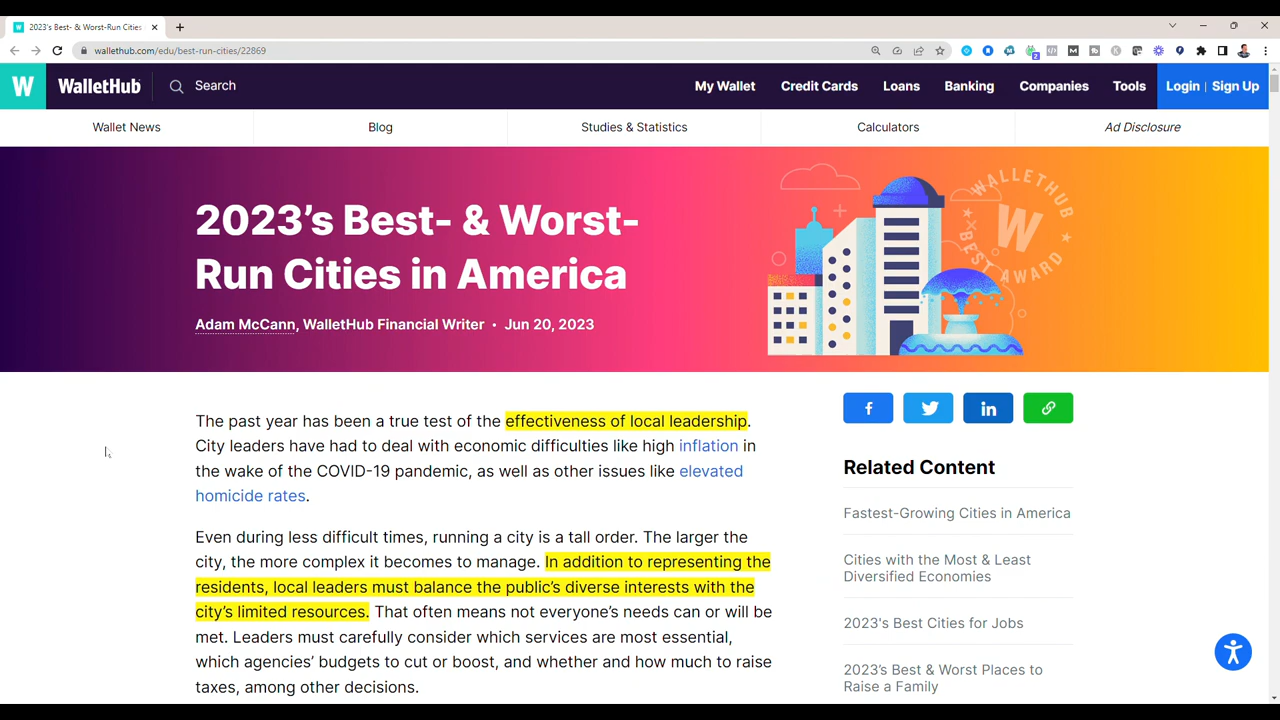 2023's Best- & Worst-Run Cities
wallethub.com/edu/best-run-cities/22869
2
W WalletHub Search My Wallet Credit Cards Loans Banking Companies Tools Login | Sign Up
Wallet News Blog Studies & Statistics Calculators Ad Disclosure
2023's Best- & Worst-
Run Cities in America
Adam McCann, WalletHub Financial Writer • Jun 20, 2023
WALLETHUB
W
BEST AWARD
The past year has been a true test of the effectiveness of local leadership.
City leaders have had to deal with economic difficulties like high inflation in
the wake of the COVID-19 pandemic, as well as other issues like elevated
homicide rates.
Even during less difficult times, running a city is a tall order. The larger the
city, the more complex it becomes to manage. In addition to representing the
residents, local leaders must balance the public's diverse interests with the
city's limited resources. That often means not everyone's needs can or will be
met. Leaders must carefully consider which services are most essential,
which agencies' budgets to cut or boost, and whether and how much to raise
taxes, among other decisions.
f in
Related Content
Fastest-Growing Cities in America
Cities with the Most & Least
Diversified Economies
2023's Best Cities for Jobs
2023's Best & Worst Places to
Raise a Family